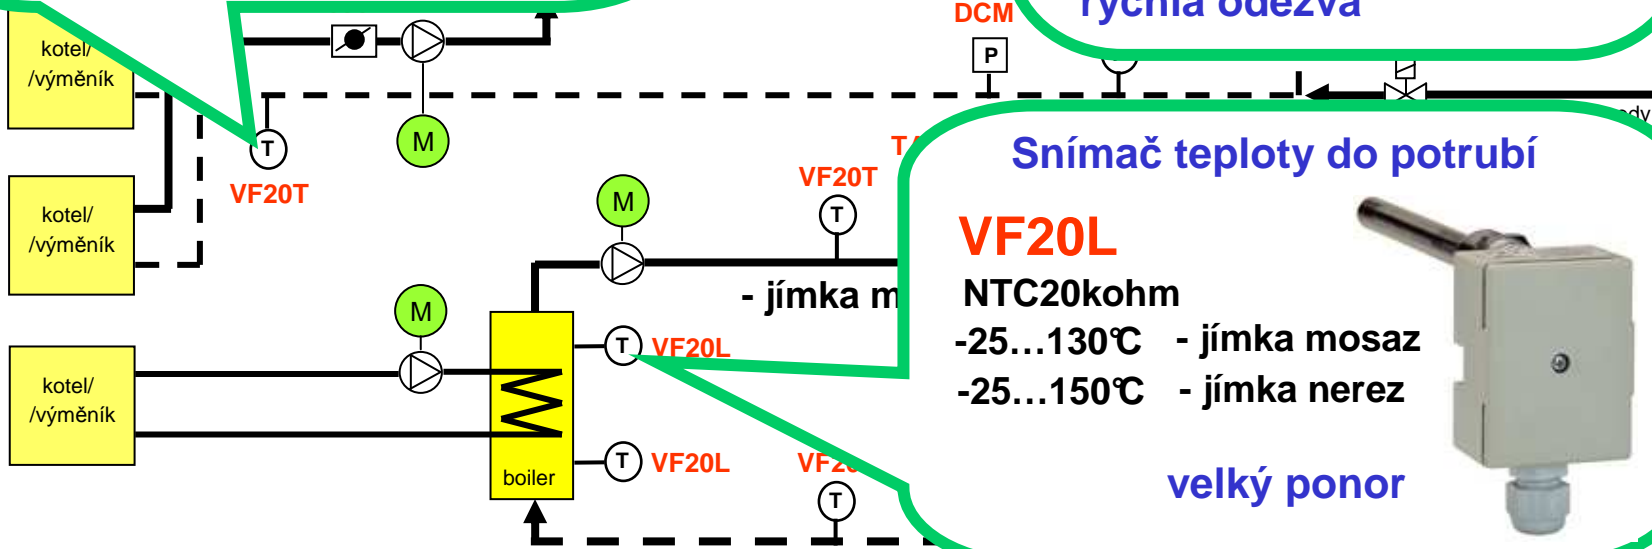 rychlá odezva
DCM
kotel/
/výměník
P
M
T
VF20T
kotel/
/výměník
M
VF20T
T
- jímka m
M
T
VF20L
kotel/
/výměník
boiler
T
VF20L
T
Snímač teploty do potrubí
VF20L
NTC20kohm
-25...130°C - jímka mosaz
-25...150°C - jímka nerez
velký ponor